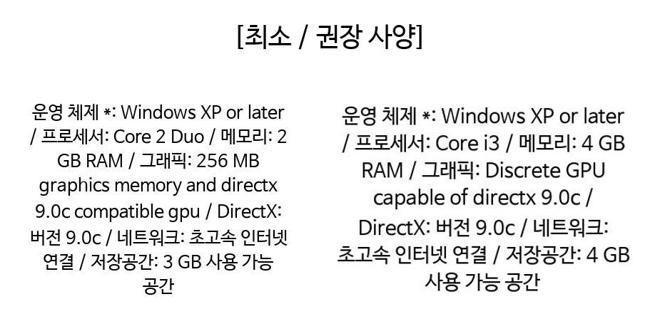 [최소 / 권장 사양]
운영 체제 *: Windows XP or later
/ 프로세서: Core 2 Duo / 메모리: 2
GB RAM / 그래픽: 256 MB
graphics memory and directx
9.0c compatible gpu / DirectX:
버전 9.0c / 네트워크: 초고속 인터넷
연결 / 저장공간: 3 GB 사용 가능
공간
운영 체제 *: Windows XP or later
/ 프로세서: Core i3 / 메모리: 4 GB
RAM / 그래픽: Discrete GPU
capable of directx 9.0c /
DirectX: 버전 9.0c / 네트워크:
초고속 인터넷 연결 / 저장공간: 4 GB
사용 가능 공간